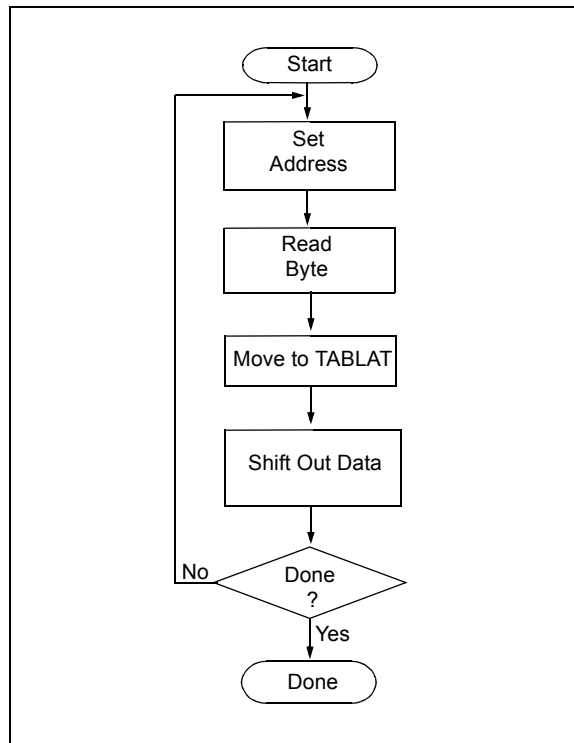 Start
Set
Address
Read
Byte
Move to TABLAT
Shift Out Data
No
Done
?
Yes
Done